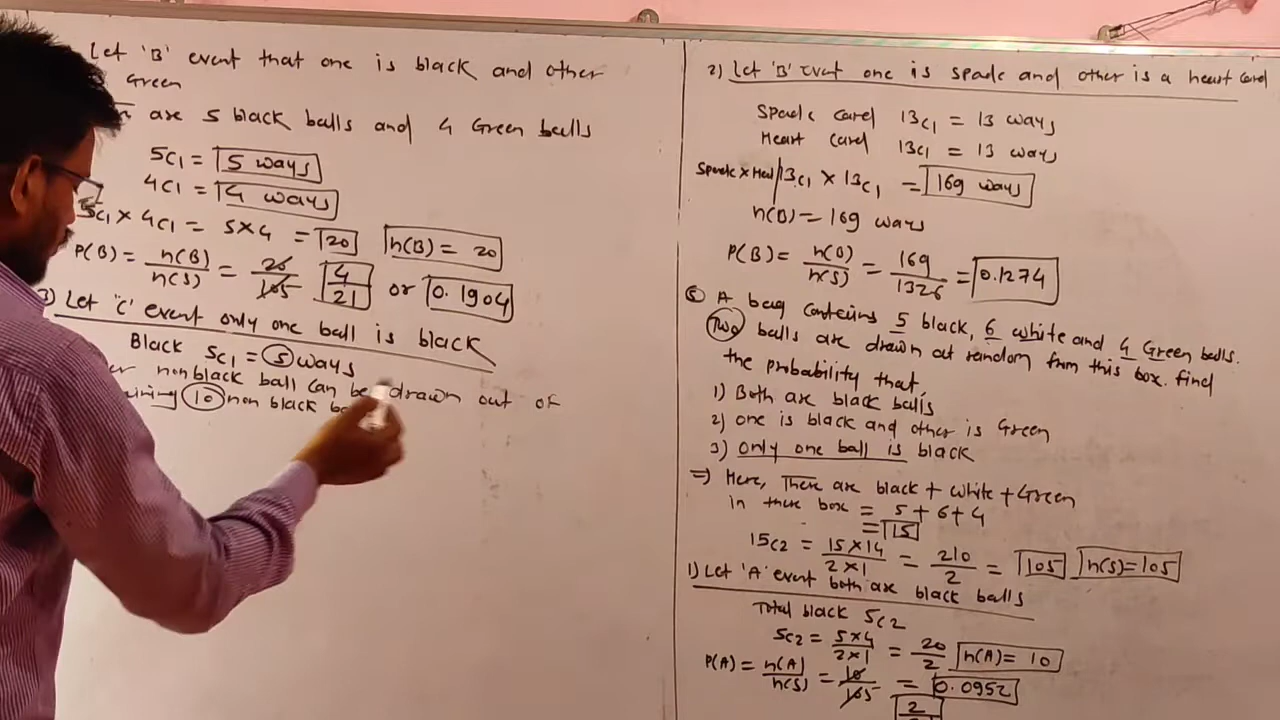 Let 'B' event that one is black and other
Green
are 5 black balls and 4 Green balls
5C1 = 5 ways
4C1 = 4 ways
5C1 × 4C1 = 5×4 = 20 n(B) = 20
P(B) = n(B)/n(S) = 20/105 4/21 or 0.1904
3) Let 'C' event only one ball is black
Black 5C1 = 5 ways
non black ball can be drawn out of
10 non black
2) Let 'B' event one is spade and other is a heart card
Spade card 13C1 = 13 ways
Heart card 13C1 = 13 ways
13C1 × 13C1 = 169 ways
n(B) = 169 ways
P(B) = n(B)/n(S) = 169/1326 = 0.1274
5 A bag contains 5 black, 6 white and 4 Green balls.
Two balls are drawn at random from this box. find
the probability that,
1) Both are black balls
2) one is black and other is Green
3) only one ball is black
=) Here, There are black + white + Green
in there box = 5 + 6 + 4
= 15
15C2 = 15×14/2×1 = 210/2 = 105 n(S)=105
1) Let 'A' event both are black balls
Total black 5C2
5C2 = 5×4/2×1 = 20/2 n(A) = 10
P(A) = n(A)/n(S) = 10/105 = 0.0952
2